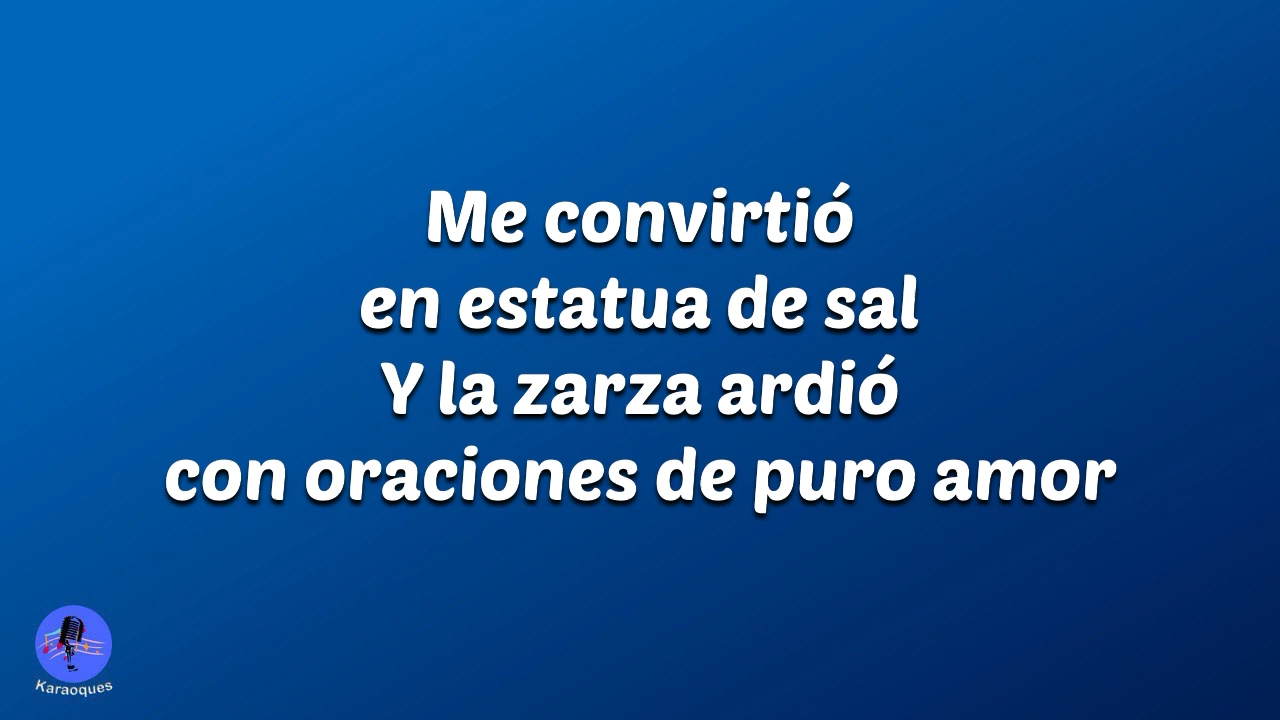 Me convirtió
en estatua de sal
Y la zarza ardió
con oraciones de puro amor
Karaoques